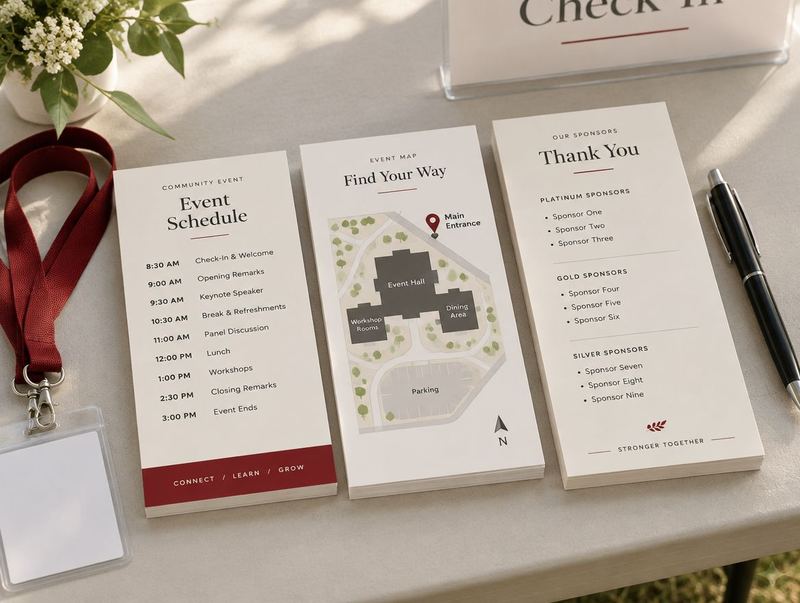 Check-In
COMMUNITY EVENT
Event
Schedule
8:30 AM Check-In & Welcome
9:00 AM Opening Remarks
9:30 AM Keynote Speaker
10:30 AM Break & Refreshments
11:00 AM Panel Discussion
12:00 PM Lunch
1:00 PM Workshops
2:30 PM Closing Remarks
3:00 PM Event Ends
CONNECT / LEARN / GROW
EVENT MAP
Find Your Way
Main
Entrance
Event Hall
Workshop
Rooms
Dining
Area
Parking
N
OUR SPONSORS
Thank You
PLATINUM SPONSORS
• Sponsor One
• Sponsor Two
• Sponsor Three
GOLD SPONSORS
• Sponsor Four
• Sponsor Five
• Sponsor Six
SILVER SPONSORS
• Sponsor Seven
• Sponsor Eight
• Sponsor Nine
STRONGER TOGETHER